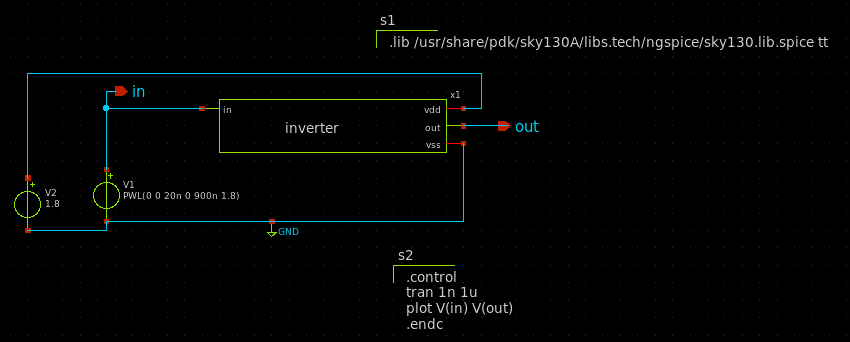 s1
.lib /usr/share/pdk/sky130A/libs.tech/ngspice/sky130.lib.spice tt
in
x1
in
vdd
inverter
out
out
vss
+
V2
1.8
+
V1
PWL(0 0 20n 0 900n 1.8)
GND
s2
.control
tran 1n 1u
plot V(in) V(out)
.endc